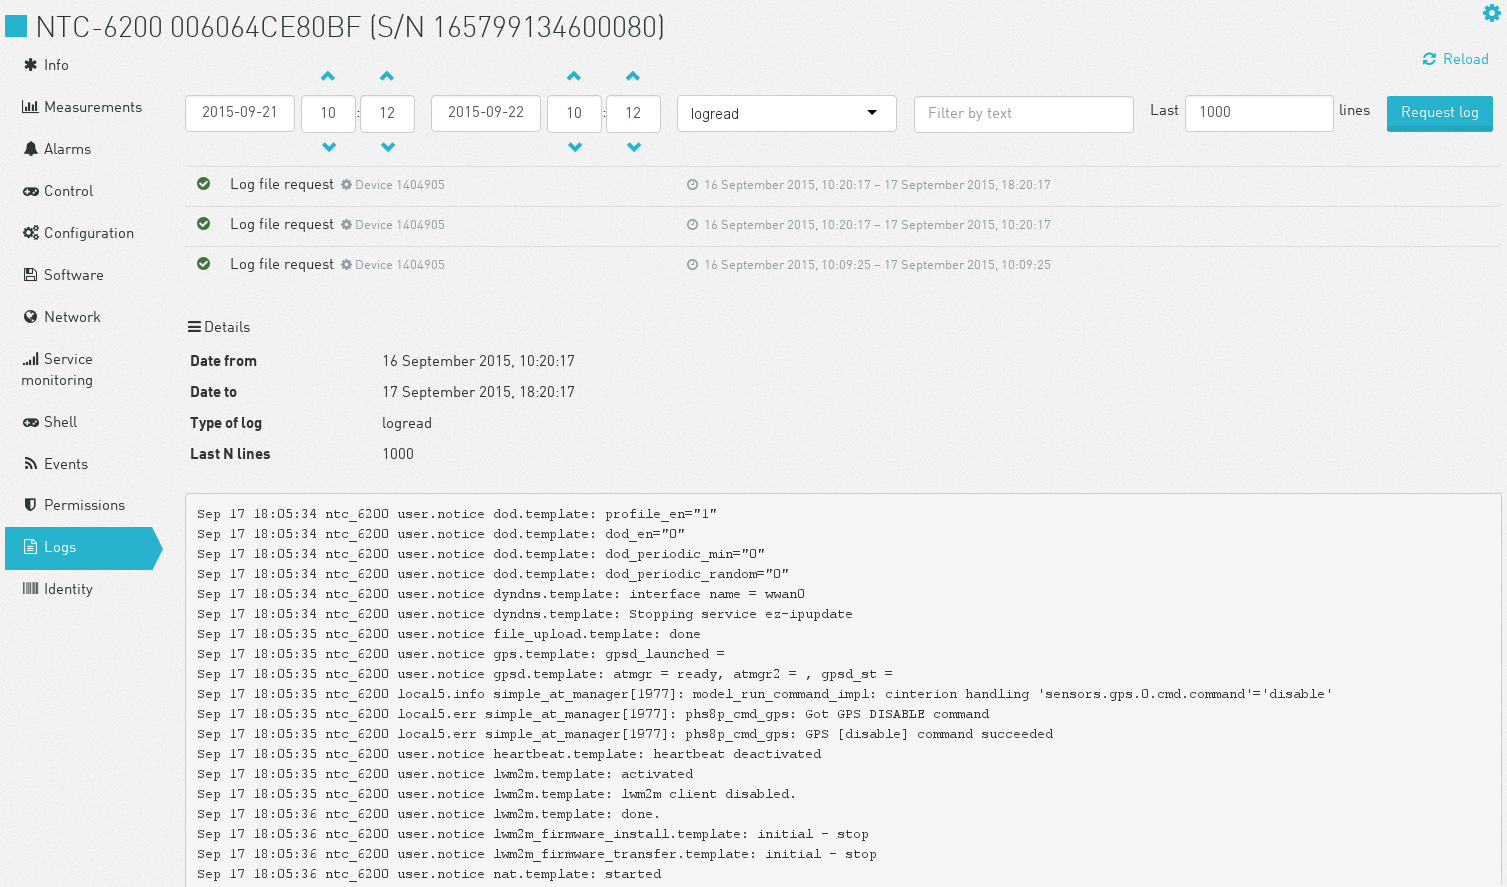 NTC-6200 006064CE80BF (S/N 165799134600080)
Info
Measurements
Alarms
Control
Configuration
Software
Network
Service
monitoring
Shell
Events
Permissions
Logs
Identity
Reload
2015-09-21 10 : 12 2015-09-22 10 : 12 logread Filter by text Last 1000 lines Request log
Log file request Device 1404905 16 September 2015, 10:20:17 – 17 September 2015, 18:20:17
Log file request Device 1404905 16 September 2015, 10:20:17 – 17 September 2015, 10:20:17
Log file request Device 1404905 16 September 2015, 10:09:25 – 17 September 2015, 10:09:25
Details
Date from 16 September 2015, 10:20:17
Date to 17 September 2015, 18:20:17
Type of log logread
Last N lines 1000
Sep 17 18:05:34 ntc_6200 user.notice dod.template: profile_en="1"
Sep 17 18:05:34 ntc_6200 user.notice dod.template: dod_en="0"
Sep 17 18:05:34 ntc_6200 user.notice dod.template: dod_periodic_min="0"
Sep 17 18:05:34 ntc_6200 user.notice dod.template: dod_periodic_random="0"
Sep 17 18:05:34 ntc_6200 user.notice dyndns.template: interface name = wwan0
Sep 17 18:05:34 ntc_6200 user.notice dyndns.template: Stopping service ez-ipupdate
Sep 17 18:05:35 ntc_6200 user.notice file_upload.template: done
Sep 17 18:05:35 ntc_6200 user.notice gps.template: gpsd_launched =
Sep 17 18:05:35 ntc_6200 user.notice gpsd.template: atmgr = ready, atmgr2 = , gpsd_st =
Sep 17 18:05:35 ntc_6200 local5.info simple_at_manager[1977]: model_run_command_impl: cinterion handling 'sensors.gps.0.cmd.command'='disable'
Sep 17 18:05:35 ntc_6200 local5.err simple_at_manager[1977]: phs8p_cmd_gps: Got GPS DISABLE command
Sep 17 18:05:35 ntc_6200 local5.err simple_at_manager[1977]: phs8p_cmd_gps: GPS [disable] command succeeded
Sep 17 18:05:35 ntc_6200 user.notice heartbeat.template: heartbeat deactivated
Sep 17 18:05:35 ntc_6200 user.notice lwm2m.template: activated
Sep 17 18:05:35 ntc_6200 user.notice lwm2m.template: lwm2m client disabled.
Sep 17 18:05:36 ntc_6200 user.notice lwm2m.template: done.
Sep 17 18:05:36 ntc_6200 user.notice lwm2m_firmware_install.template: initial - stop
Sep 17 18:05:36 ntc_6200 user.notice lwm2m_firmware_transfer.template: initial - stop
Sep 17 18:05:36 ntc_6200 user.notice nat.template: started